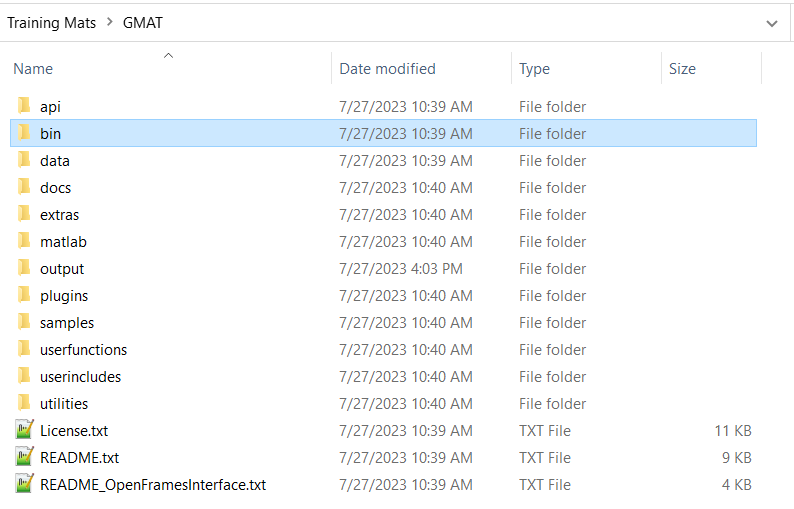 Training Mats > GMAT
Name Date modified Type Size
api 7/27/2023 10:39 AM File folder
bin 7/27/2023 10:39 AM File folder
data 7/27/2023 10:39 AM File folder
docs 7/27/2023 10:40 AM File folder
extras 7/27/2023 10:40 AM File folder
matlab 7/27/2023 10:40 AM File folder
output 7/27/2023 4:03 PM File folder
plugins 7/27/2023 10:40 AM File folder
samples 7/27/2023 10:40 AM File folder
userfunctions 7/27/2023 10:40 AM File folder
userincludes 7/27/2023 10:40 AM File folder
utilities 7/27/2023 10:40 AM File folder
License.txt 7/27/2023 10:39 AM TXT File 11 KB
README.txt 7/27/2023 10:39 AM TXT File 9 KB
README_OpenFramesInterface.txt 7/27/2023 10:39 AM TXT File 4 KB